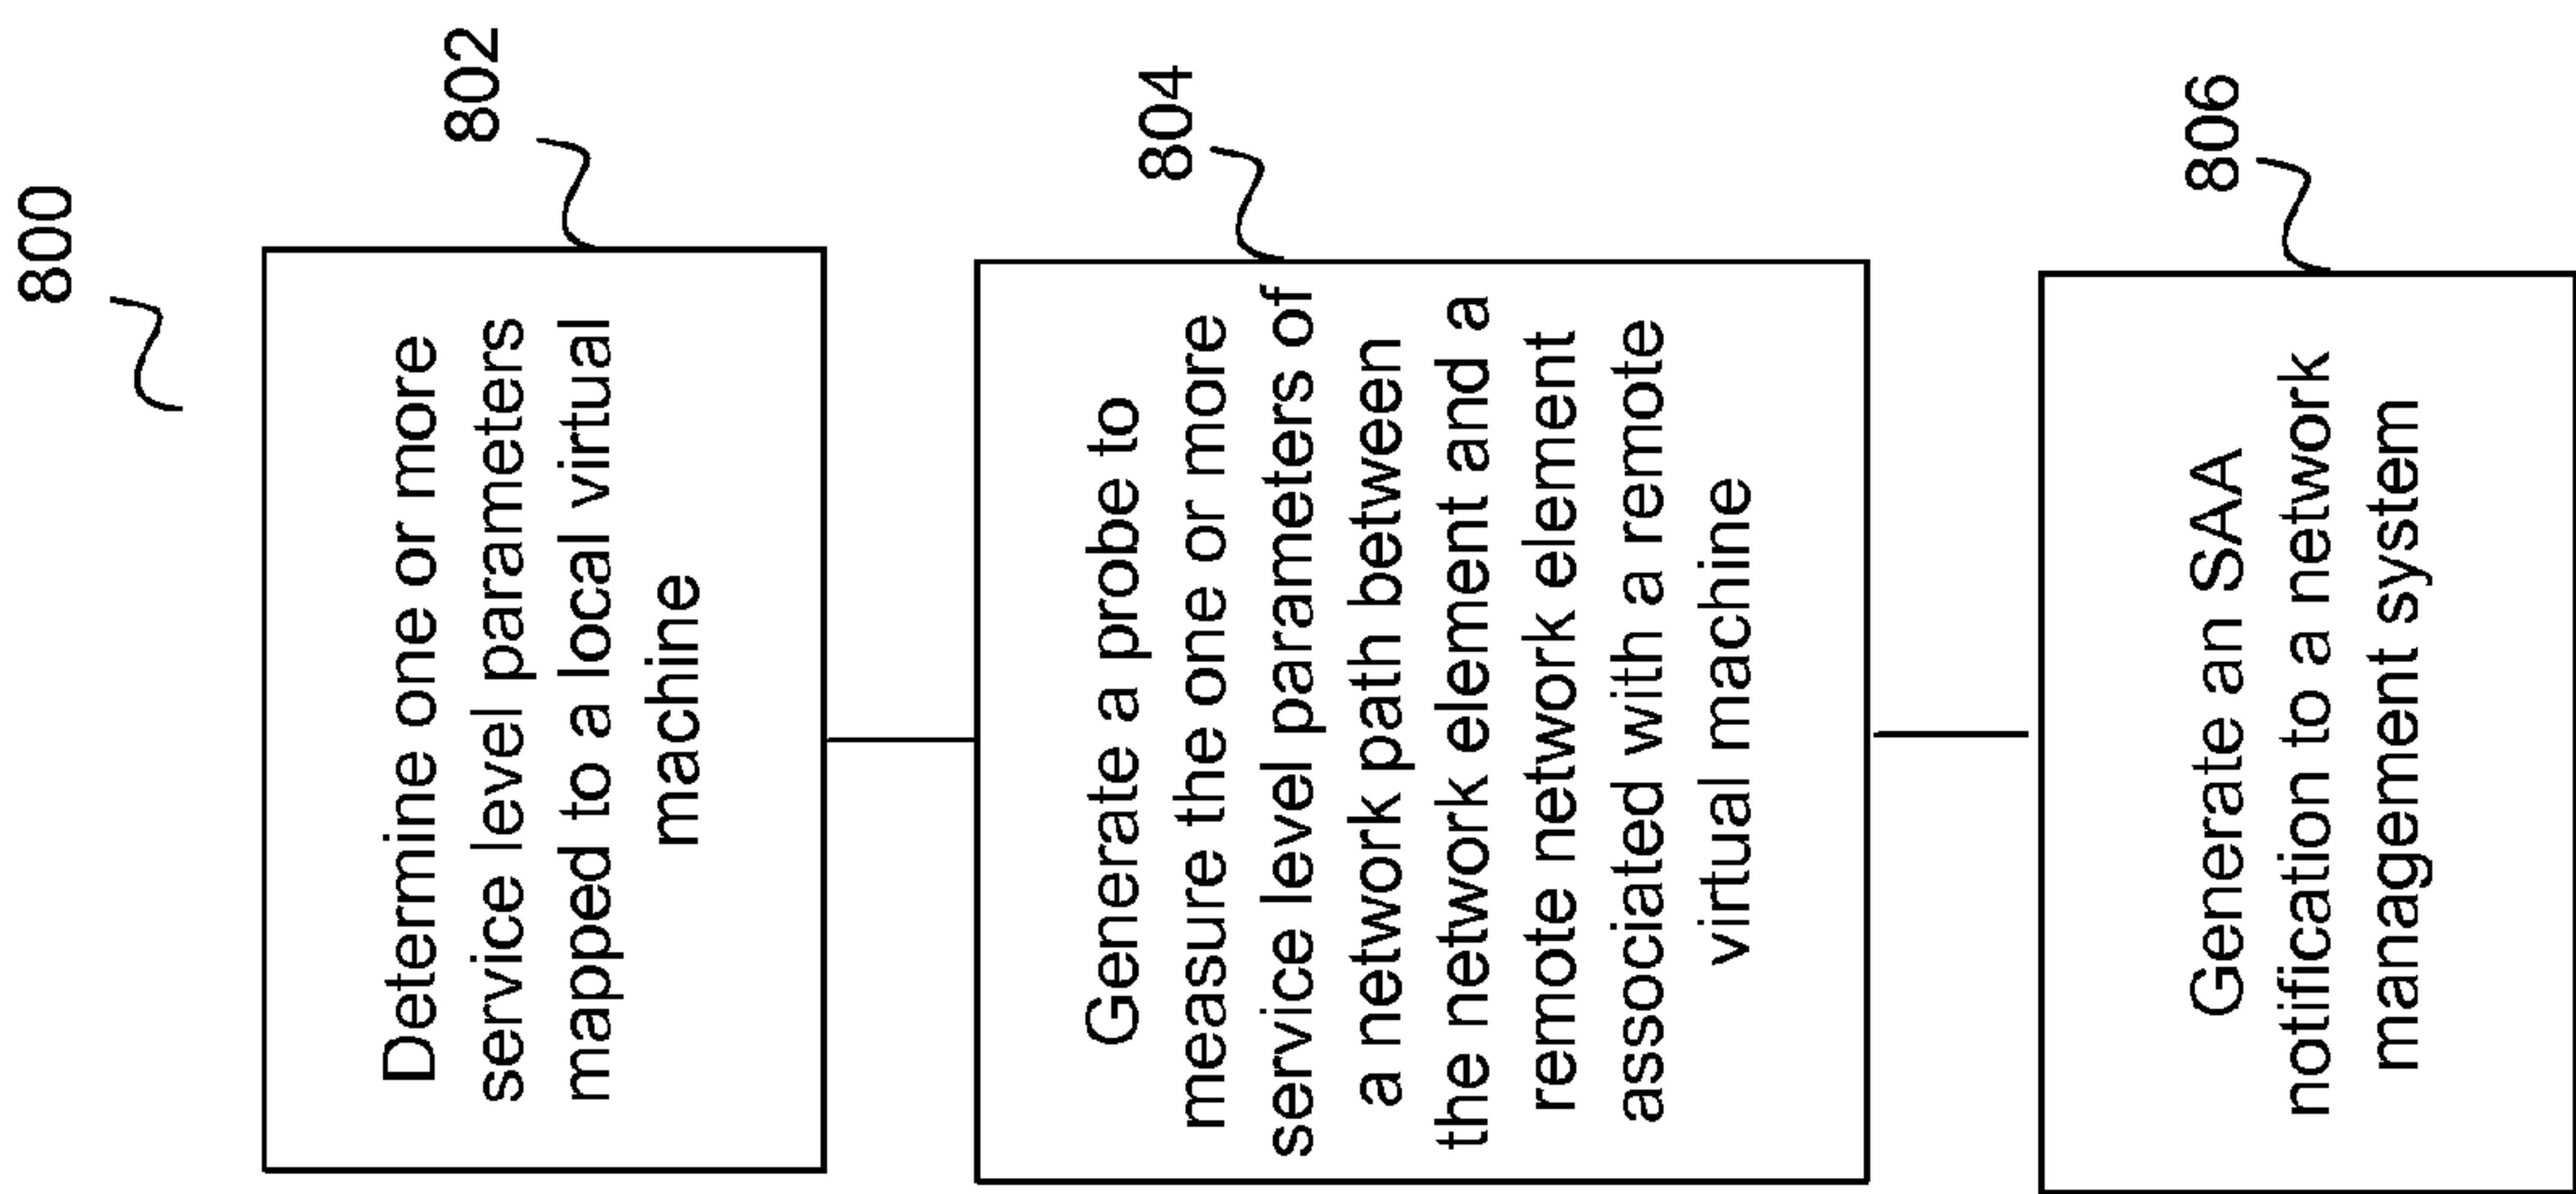 800
802
Determine one or more
service level parameters
mapped to a local virtual
machine
804
Generate a probe to
measure the one or more
service level parameters of
a network path between
the network element and a
remote network element
associated with a remote
virtual machine
806
Generate an SAA
notification to a network
management system